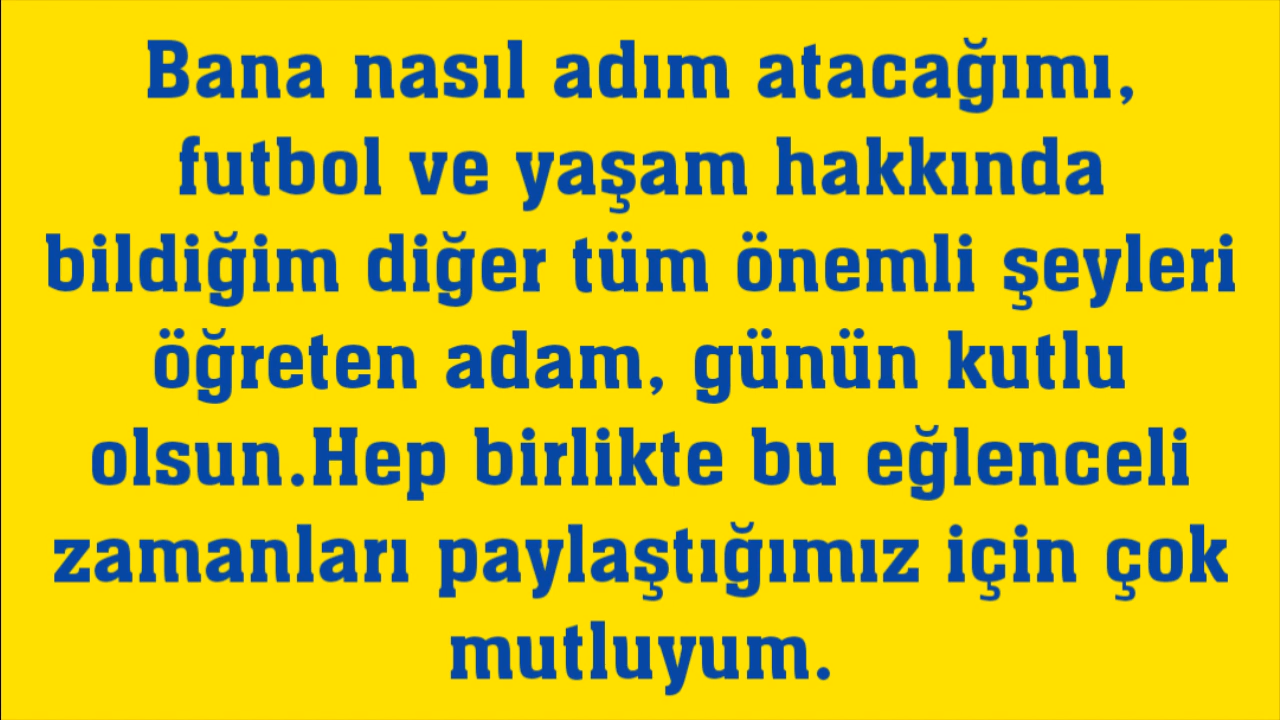 Bana nasıl adım atacağımı,
futbol ve yaşam hakkında
bildiğim diğer tüm önemli şeyleri
öğreten adam, günün kutlu
olsun.Hep birlikte bu eğlenceli
zamanları paylaştığımız için çok
mutluyum.